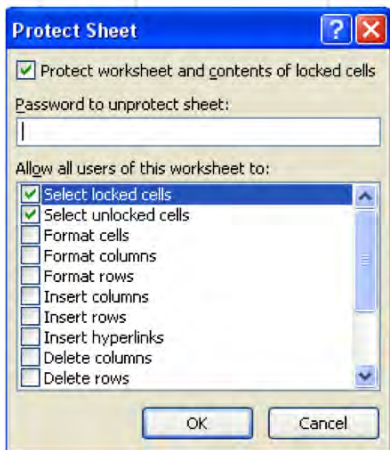 Protect Sheet
Protect worksheet and contents of locked cells
Password to unprotect sheet:
Allow all users of this worksheet to:
Select locked cells
Select unlocked cells
Format cells
Format columns
Format rows
Insert columns
Insert rows
Insert hyperlinks
Delete columns
Delete rows
OK Cancel